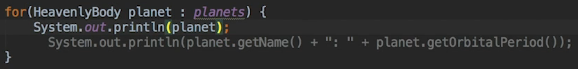 for(HeavenlyBody planet : planets) {
    System.out.println(planet);
      System.out.println(planet.getName() + ": " + planet.getOrbitalPeriod());
}